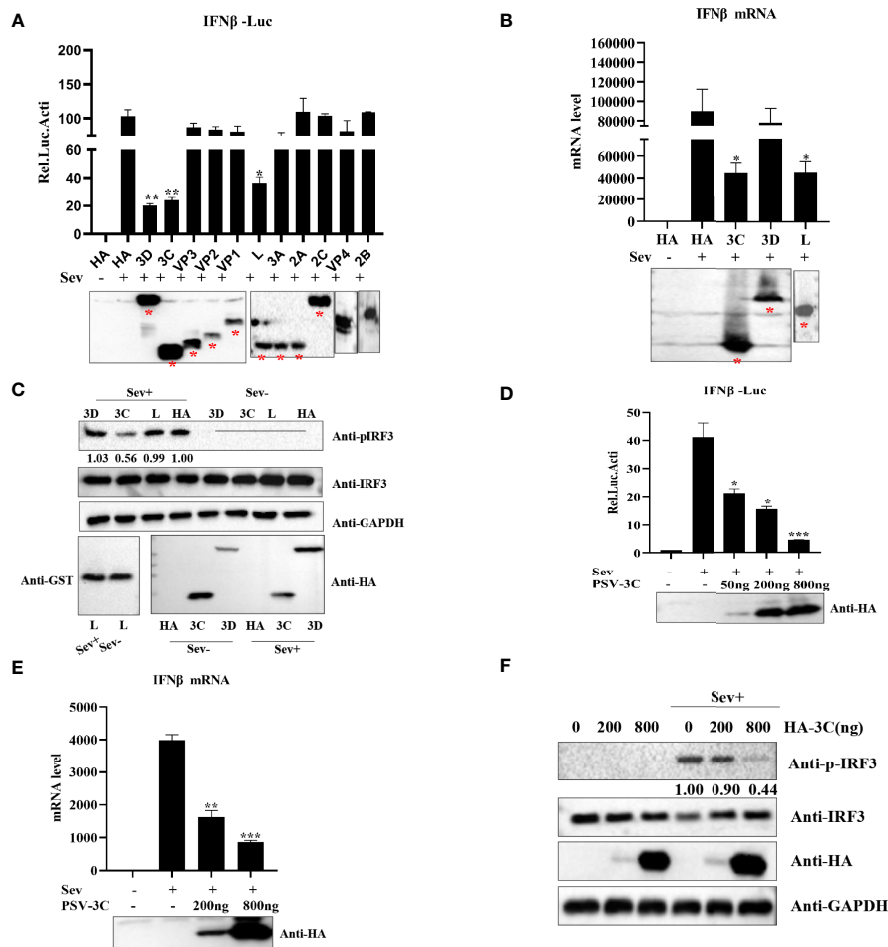 A
IFNβ -Luc
Rel.Luc.Acti
200
150
100
60
40
20
0
** ** *
HA HA 3D 3C VP3 VP2 VP1 L 3A 2A 2C VP4 2B
Sev - + + + + + + + + + + + +
* * * * * * * * *
B
IFNβ mRNA
mRNA level
160000
140000
120000
100000
80000
60000
40000
20000
0
* *
HA HA 3C 3D L
Sev - + + + +
* * *
C
Sev+ Sev-
3D 3C L HA 3D 3C L HA
Anti-pIRF3
1.03 0.56 0.99 1.00
Anti-IRF3
Anti-GAPDH
Anti-GST
Anti-HA
L L HA 3C 3D HA 3C 3D
Sev+ Sev- Sev- Sev+
D
IFNβ -Luc
Rel.Luc.Acti
50
40
30
20
10
0
* * ***
Sev - + + + +
PSV-3C - - 50ng 200ng 800ng
Anti-HA
E
IFNβ mRNA
mRNA level
5000
4000
3000
2000
1000
0
** ***
Sev - + + +
PSV-3C - - 200ng 800ng
Anti-HA
F
Sev+
0 200 800 0 200 800 HA-3C(ng)
Anti-p-IRF3
1.00 0.90 0.44
Anti-IRF3
Anti-HA
Anti-GAPDH